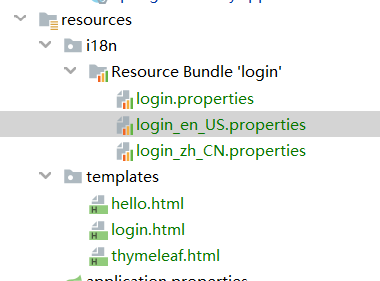 resources
i18n
Resource Bundle 'login'
login.properties
login_en_US.properties
login_zh_CN.properties
templates
hello.html
login.html
thymeleaf.html
application.properties